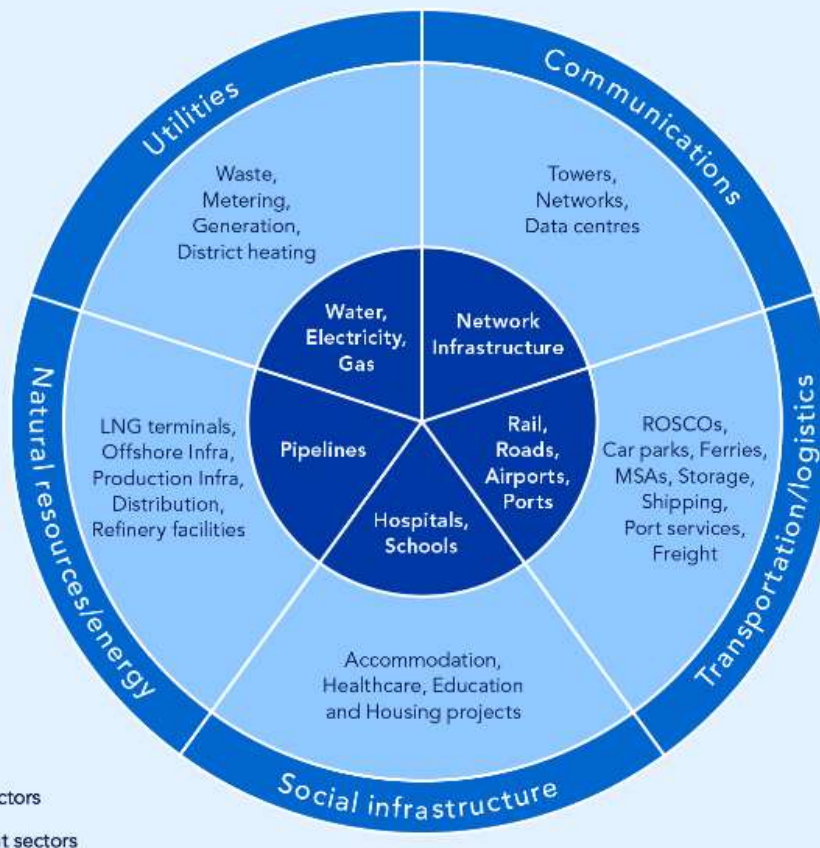 Utilities
Communications
Waste,
Metering,
Generation,
District heating
Towers,
Networks,
Data centres
Water,
Electricity,
Gas
Network
Infrastructure
Natural resources/energy
LNG terminals,
Offshore Infra,
Production Infra,
Distribution,
Refinery facilities
Pipelines
Rail,
Roads,
Airports,
Ports
ROSCOs,
Car parks, Ferries,
MSAs, Storage,
Shipping,
Port services,
Freight
Transportation/logistics
Hospitals,
Schools
Accommodation,
Healthcare, Education
and Housing projects
Social infrastructure
sectors